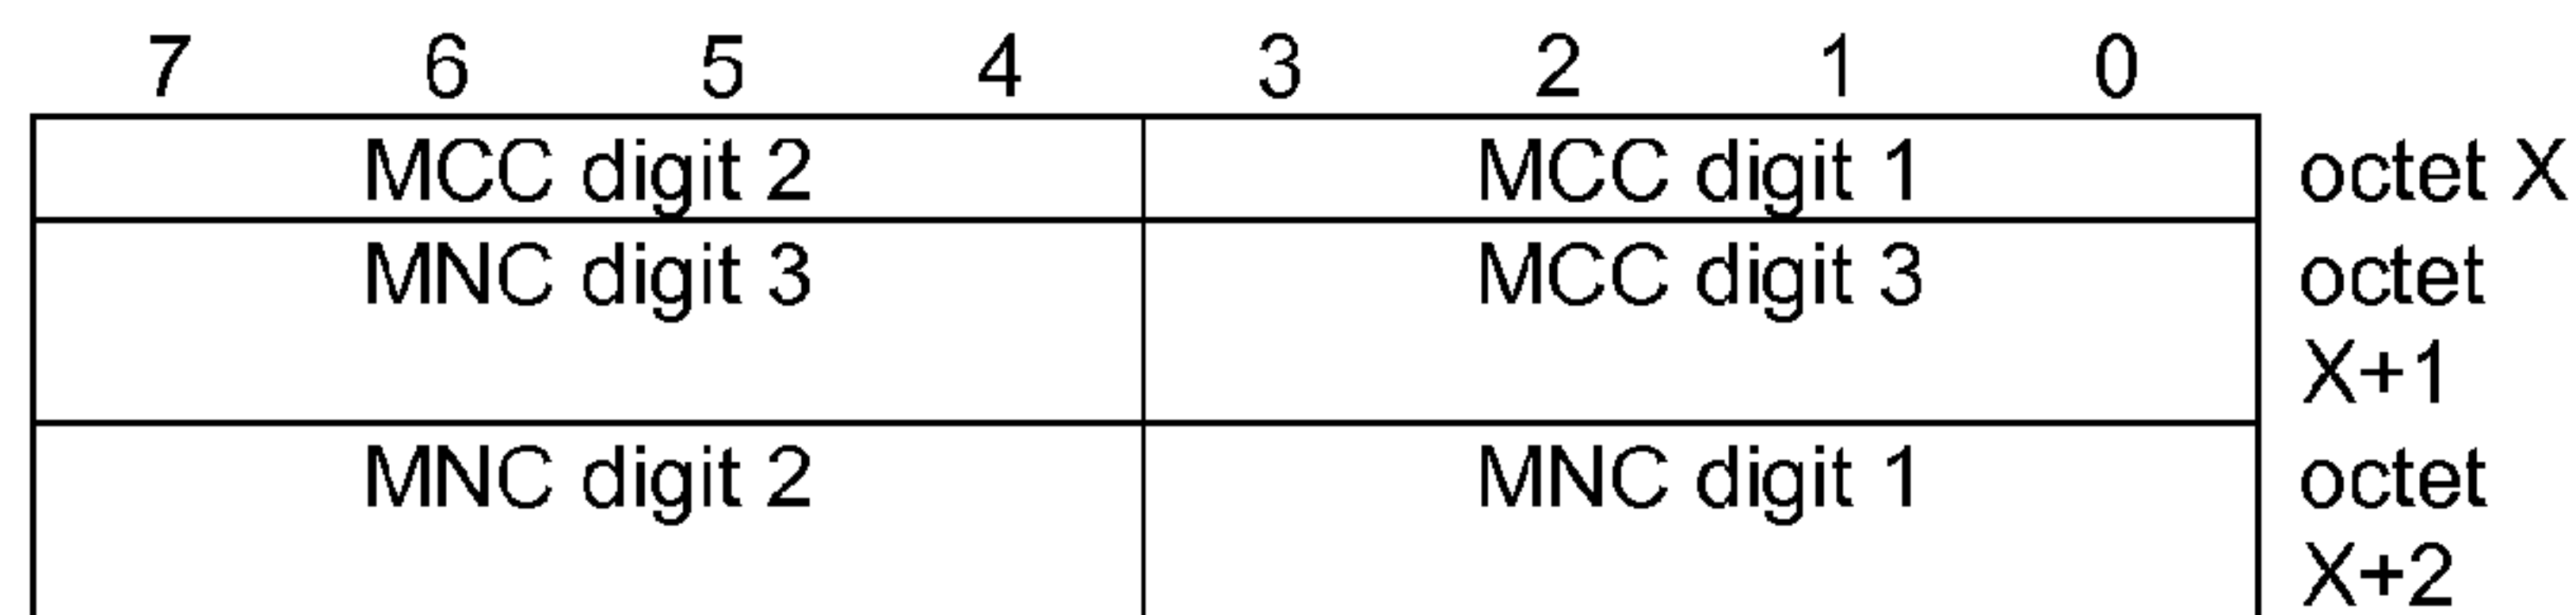 7 6 5 4 3 2 1 0
MCC digit 2 MCC digit 1 octet X
MNC digit 3 MCC digit 3 octet
X+1
MNC digit 2 MNC digit 1 octet
X+2